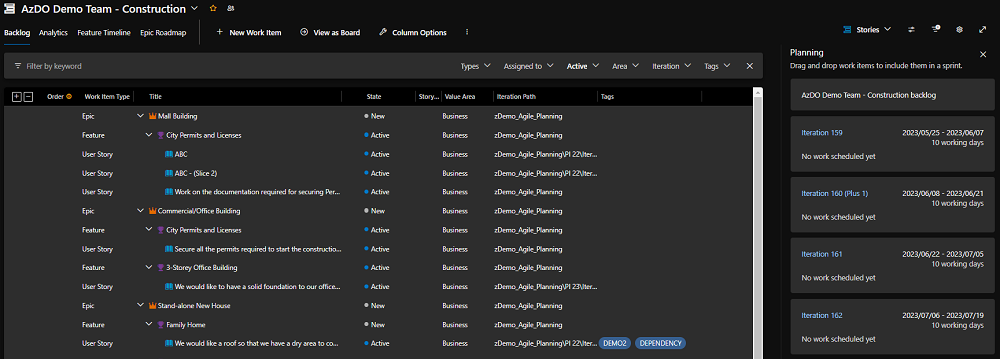 AzDO Demo Team - Construction
Backlog Analytics Feature Timeline Epic Roadmap + New Work Item View as Board Column Options Stories
Filter by keyword Types Assigned to Active Area Iteration Tags
Order Work Item Type Title State Story... Value Area Iteration Path Tags
Epic Mall Building New Business zDemo_Agile_Planning
Feature City Permits and Licenses Active Business zDemo_Agile_Planning
User Story ABC Active Business zDemo_Agile_Planning\PI 22\Iter...
User Story ABC - (Slice 2) Active Business zDemo_Agile_Planning\PI 22\Iter...
User Story Work on the documentation required for securing Per... Active Business zDemo_Agile_Planning
Epic Commercial/Office Building New Business zDemo_Agile_Planning
Feature City Permits and Licenses Active Business zDemo_Agile_Planning
User Story Secure all the permits required to start the constructio... Active Business zDemo_Agile_Planning
Feature 3-Storey Office Building Active Business zDemo_Agile_Planning
User Story We would like to have a solid foundation to our office... Active Business zDemo_Agile_Planning\PI 23\Iter...
Epic Stand-alone New House New Business zDemo_Agile_Planning
Feature Family Home New Business zDemo_Agile_Planning
User Story We would like a roof so that we have a dry area to co... Active Business zDemo_Agile_Planning\PI 22\Iter... DEMO2 DEPENDENCY
Planning
Drag and drop work items to include them in a sprint.
AzDO Demo Team - Construction backlog
Iteration 159 2023/05/25 - 2023/06/07
10 working days
No work scheduled yet
Iteration 160 (Plus 1) 2023/06/08 - 2023/06/21
10 working days
No work scheduled yet
Iteration 161 2023/06/22 - 2023/07/05
10 working days
No work scheduled yet
Iteration 162 2023/07/06 - 2023/07/19
10 working days
No work scheduled yet